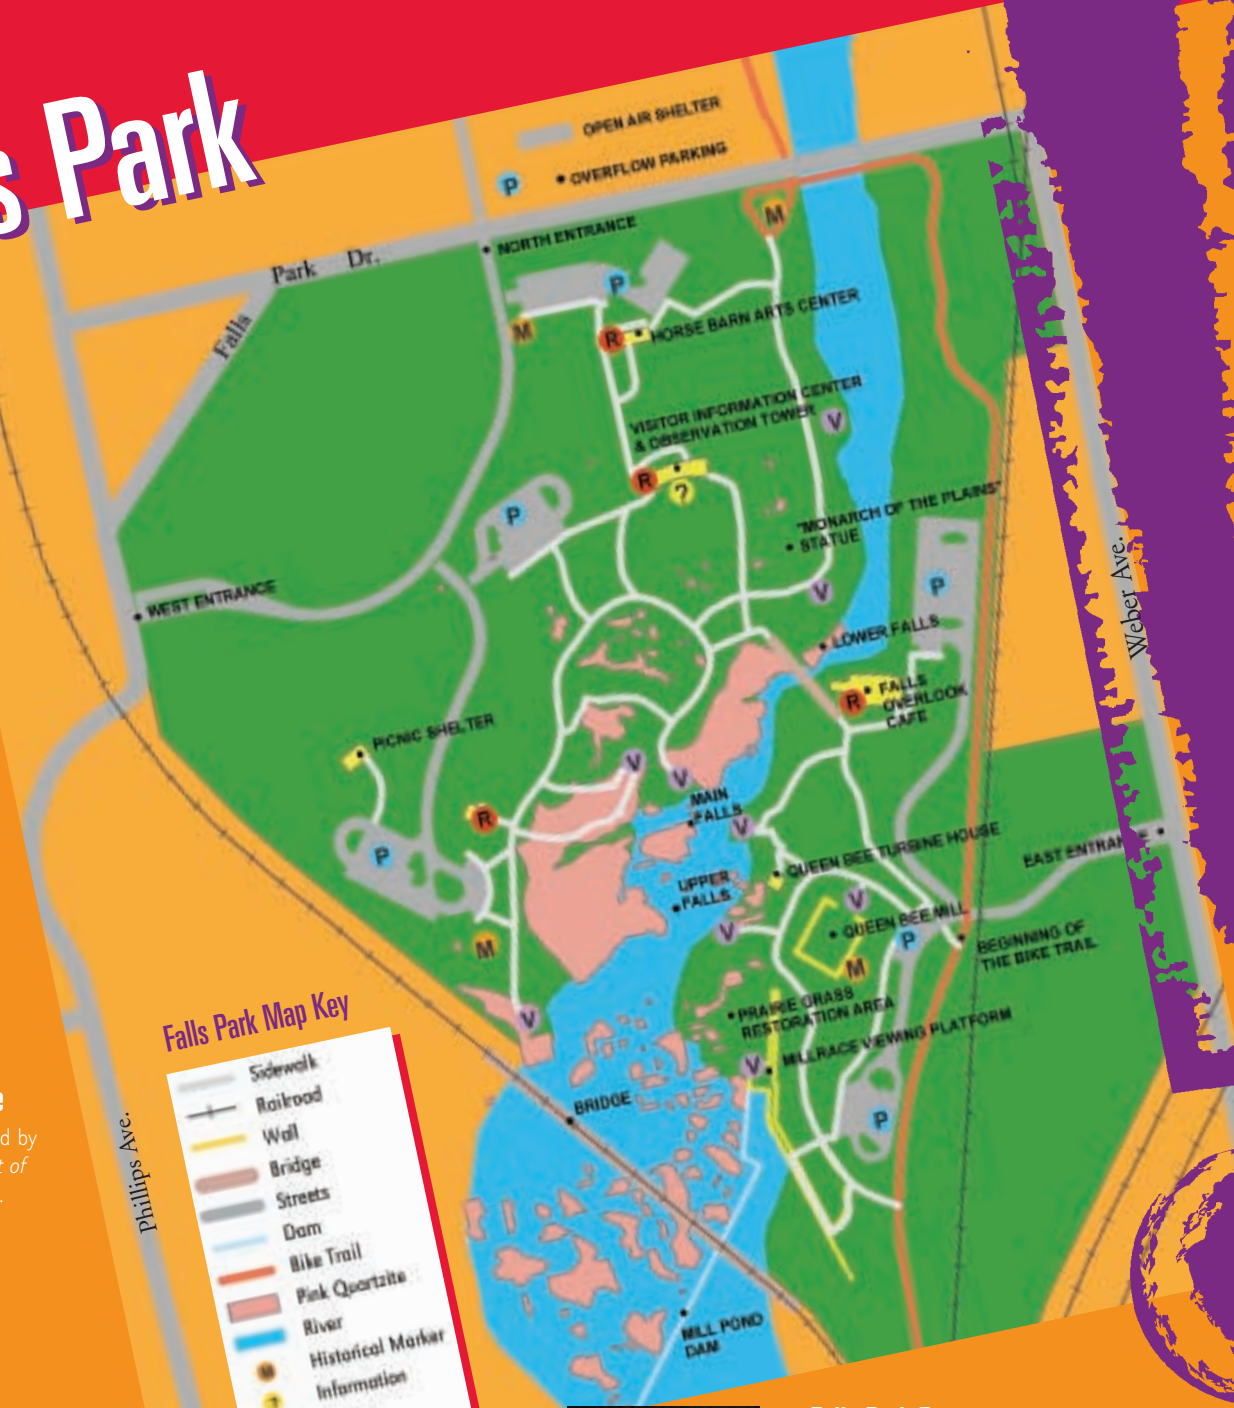 s Park
OPEN AIR SHELTER
P
OVERFLOW PARKING
NORTH ENTRANCE
Park Dr.
Falls
M
P
M
R
HORSE BARN ARTS CENTER
VISITOR INFORMATION CENTER
& OBSERVATION TOWER
V
R
?
P
"MONARCH OF THE PLAINS"
STATUE
P
V
WEST ENTRANCE
LOWER FALLS
Weber Ave.
FALLS
OVERLOOK
CAFE
R
PICNIC SHELTER
V
V
MAIN
FALLS
V
R
P
QUEEN BEE TURBINE HOUSE
EAST ENTRANCE
UPPER
FALLS
V
QUEEN BEE MILL
V
P
M
BEGINNING OF
THE BIKE TRAIL
M
PRAIRIE GRASS
RESTORATION AREA
V
MILLRACE VIEWING PLATFORM
V
P
BRIDGE
MILL POND
DAM
Phillips Ave.
Falls Park Map Key
Sidewalk
Railroad
Wall
Bridge
Streets
Dam
Bike Trail
Pink Quartzite
River
M Historical Marker
? Information
e
d by
t of